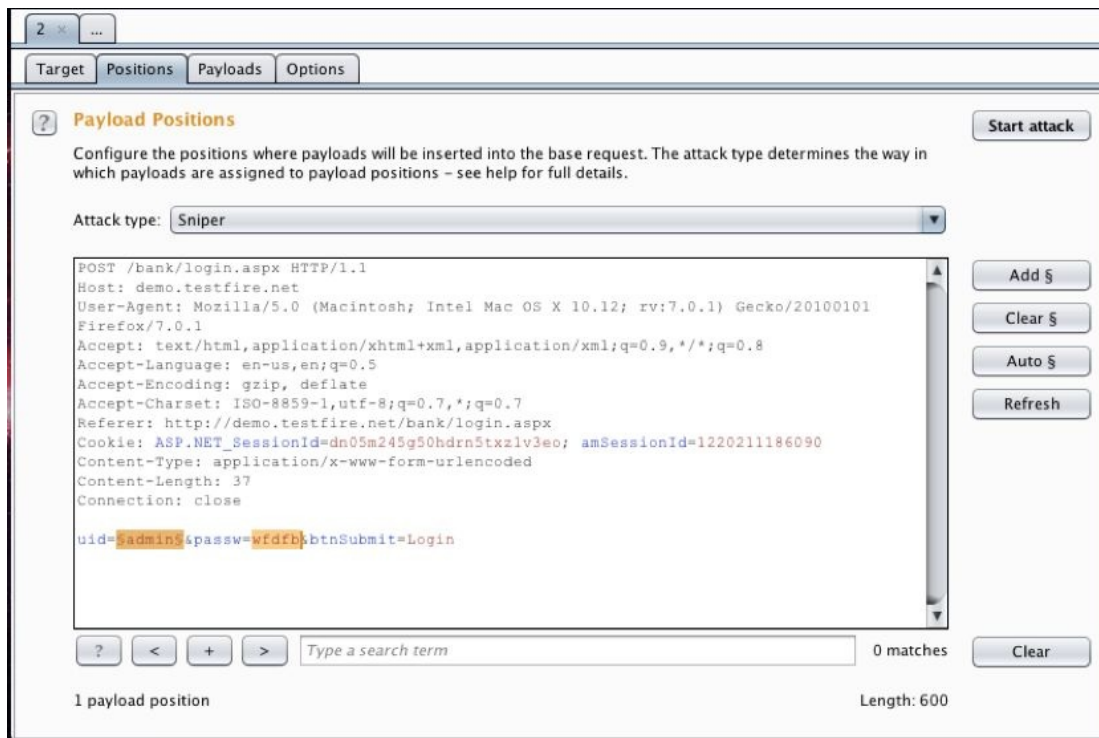 2 × ...
Target Positions Payloads Options
? Payload Positions
Start attack
Configure the positions where payloads will be inserted into the base request. The attack type determines the way in
which payloads are assigned to payload positions – see help for full details.
Attack type: Sniper
POST /bank/login.aspx HTTP/1.1
Host: demo.testfire.net
User-Agent: Mozilla/5.0 (Macintosh; Intel Mac OS X 10.12; rv:7.0.1) Gecko/20100101
Firefox/7.0.1
Accept: text/html,application/xhtml+xml,application/xml;q=0.9,*/*;q=0.8
Accept-Language: en-us,en;q=0.5
Accept-Encoding: gzip, deflate
Accept-Charset: ISO-8859-1,utf-8;q=0.7,*;q=0.7
Referer: http://demo.testfire.net/bank/login.aspx
Cookie: ASP.NET_SessionId=dn05m245g50hdrn5txz1v3eo; amSessionId=1220211186090
Content-Type: application/x-www-form-urlencoded
Content-Length: 37
Connection: close
uid=§admin§&passw=wfdfb&btnSubmit=Login
Add §
Clear §
Auto §
Refresh
? < + > Type a search term 0 matches Clear
1 payload position Length: 600